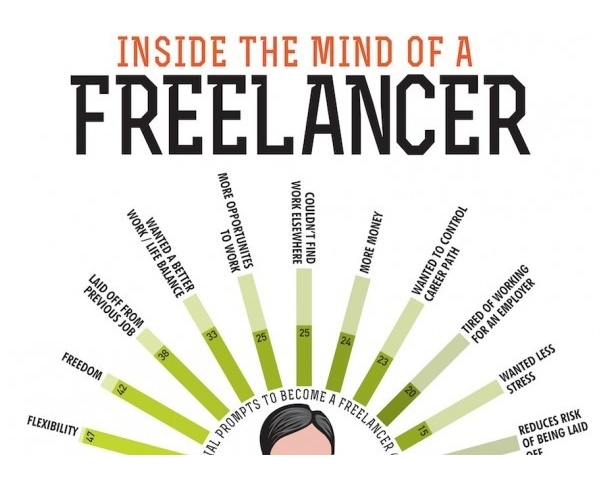 INSIDE THE MIND OF A
FREELANCER
FLEXIBILITY
47
FREEDOM
42
LAID OFF FROM
PREVIOUS JOB
38
WANTED A BETTER
WORK / LIFE BALANCE
33
MORE OPPORTUNITES
TO WORK
25
COULDN'T FIND
WORK ELSEWHERE
25
MORE MONEY
24
WANTED TO CONTROL
CAREER PATH
23
TIRED OF WORKING
FOR AN EMPLOYER
20
WANTED LESS
STRESS
15
REDUCES RISK
OF BEING LAID
OFF
PROMPTS TO BECOME A FREELANCER